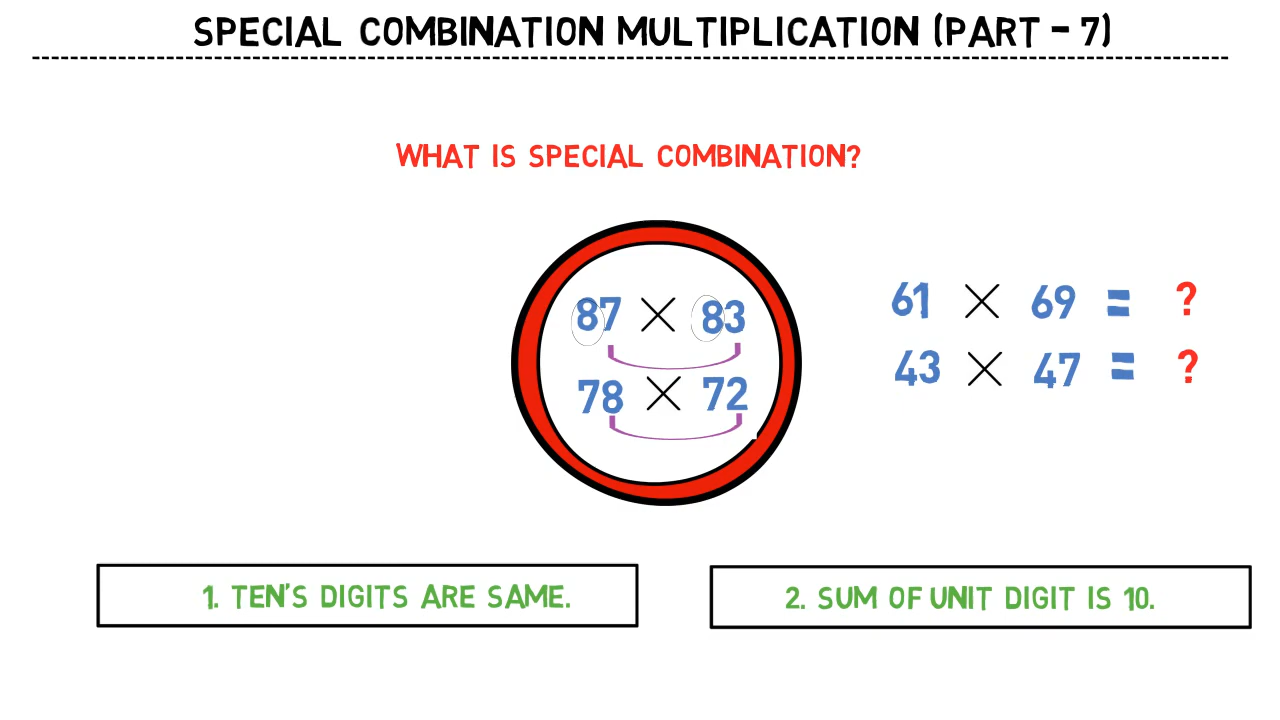 SPECIAL COMBINATION MULTIPLICATION (PART - 7)
WHAT IS SPECIAL COMBINATION?
87 × 83
78 × 72
61 × 69 = ?
43 × 47 = ?
1. TEN'S DIGITS ARE SAME.
2. SUM OF UNIT DIGIT IS 10.